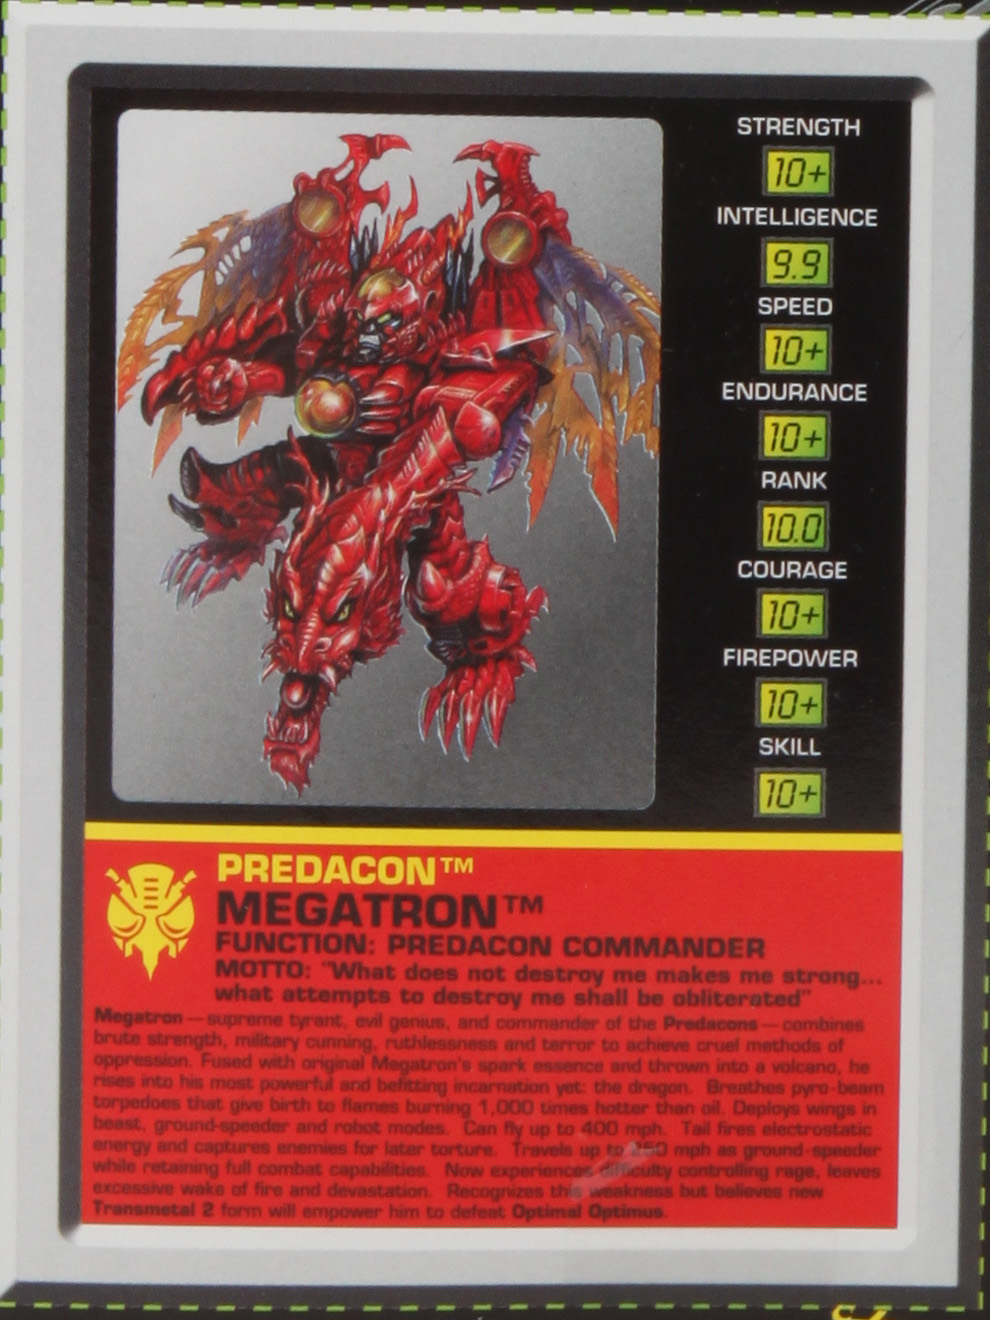 STRENGTH
10+
INTELLIGENCE
9.9
SPEED
10+
ENDURANCE
10+
RANK
10.0
COURAGE
10+
FIREPOWER
10+
SKILL
10+
PREDACON™
MEGATRON™
FUNCTION: PREDACON COMMANDER
MOTTO: "What does not destroy me makes me strong...
what attempts to destroy me shall be obliterated"
Megatron—supreme tyrant, evil genius, and commander of the Predacons—combines
brute strength, military cunning, ruthlessness and terror to achieve cruel methods of
oppression. Fused with original Megatron's spark essence and thrown into a volcano, he
rises into his most powerful and befitting incarnation yet: the dragon. Breathes pyro-beam
torpedoes that give birth to flames burning 1,000 times hotter than oil. Deploys wings in
beast, ground-speeder and robot modes. Can fly up to 400 mph. Tail fires electrostatic
energy and captures enemies for later torture. Travels up to mph as ground-speeder
while retaining full combat capabilities. Now experiences difficulty controlling rage, leaves
excessive wake of fire and devastation. Recognizes this weakness but believes new
Transmetal 2 form will empower him to defeat Optimal Optimus.